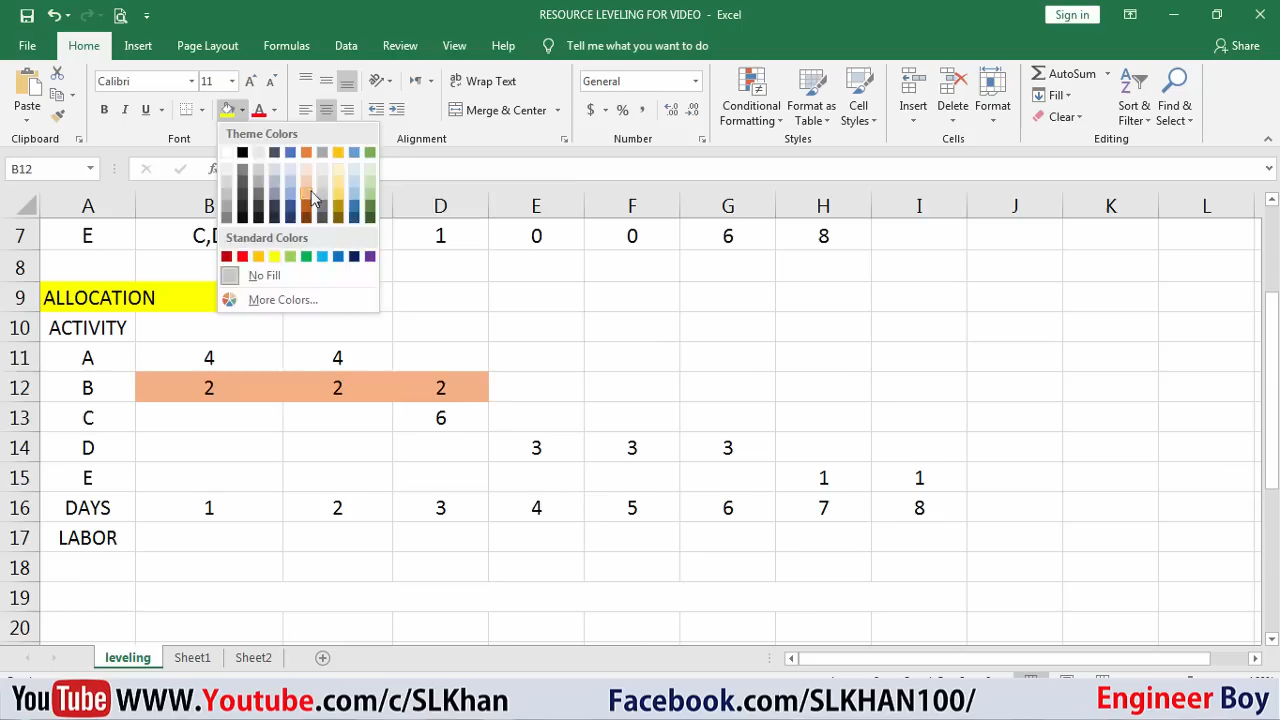 RESOURCE LEVELING FOR VIDEO - Excel
Sign in
File Home Insert Page Layout Formulas Data Review View Help Tell me what you want to do Share
Paste
Calibri 11
B I U
Wrap Text
Merge & Center
General
$ % ,
Conditional Formatting
Format as Table
Cell Styles
Insert Delete Format
AutoSum
Fill
Clear
Sort & Filter
Find & Select
Clipboard Font Alignment Number Styles Cells Editing
B12
Theme Colors
Standard Colors
No Fill
More Colors...
A B D E F G H I J K L
7 E 1 0 0 6 8
8
9 ALLOCATION
10 ACTIVITY
11 A 4 4
12 B 2 2 2
13 C 6
14 D 3 3 3
15 E 1 1
16 DAYS 1 2 3 4 5 6 7 8
17 LABOR
18
19
20
leveling Sheet1 Sheet2
YouTube WWW.Youtube.com/c/SLKhan Facebook.com/SLKHAN100/ Engineer Boy